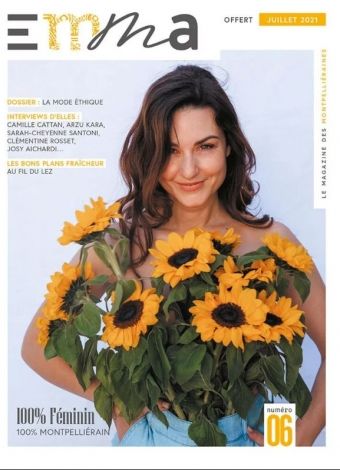 Emma
OFFERT
JUILLET 2021
LE MAGAZINE DES MONTPELLIÉRAINES
DOSSIER : LA MODE ÉTHIQUE
INTERVIEWS D'ELLES :
CAMILLE CATTAN, ARZU KARA,
SARAH-CHEYENNE SANTONI,
CLÉMENTINE ROSSET,
JOSY AICHARDI...
LES BONS PLANS FRAÎCHEUR
AU FIL DU LEZ
100% Féminin
100% MONTPELLIÉRAIN
numéro
06